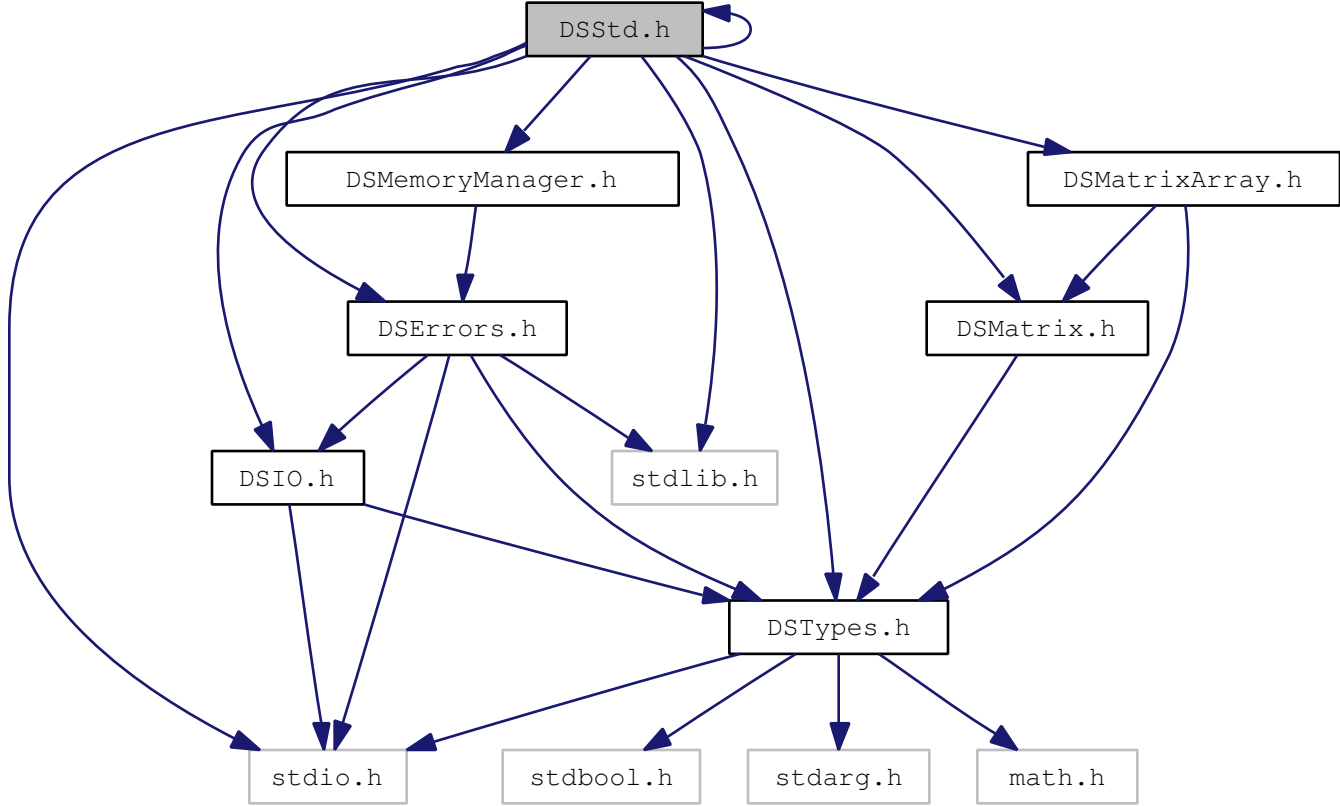 DSStd.h
DSMemoryManager.h
DSMatrixArray.h
DSErrors.h
DSMatrix.h
DSIO.h
stdlib.h
DSTypes.h
stdio.h
stdbool.h
stdarg.h
math.h